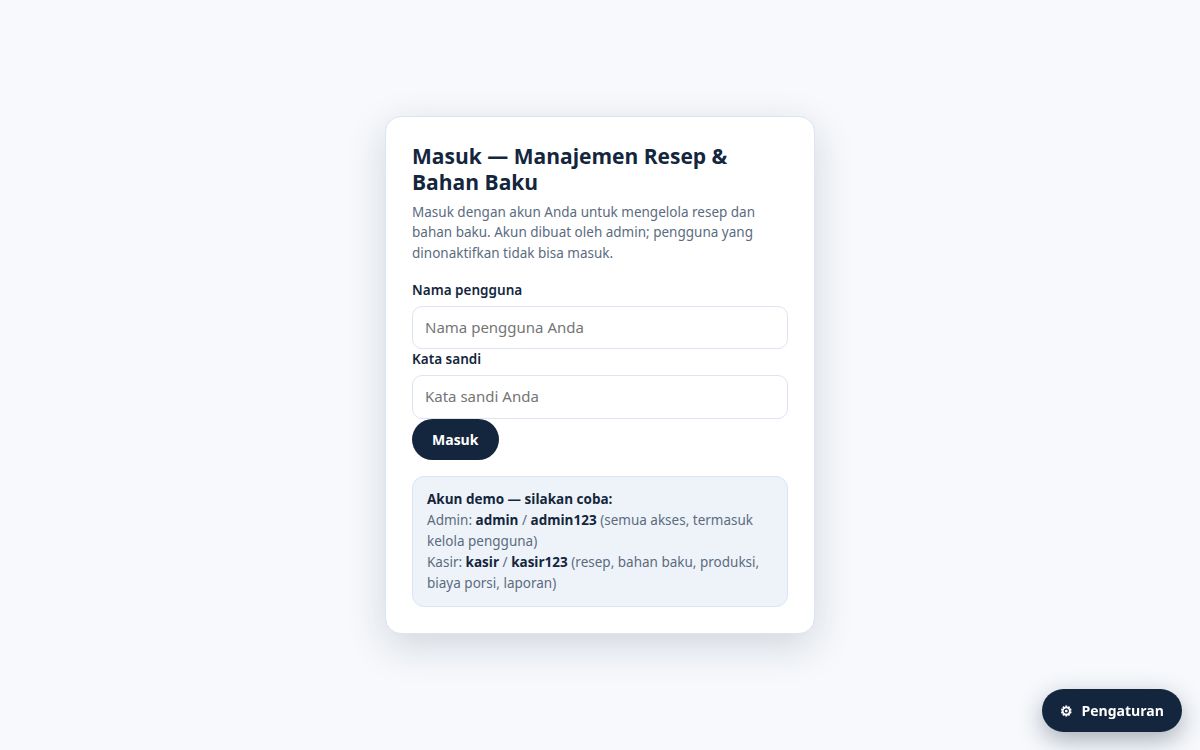 Masuk — Manajemen Resep &
Bahan Baku
Masuk dengan akun Anda untuk mengelola resep dan
bahan baku. Akun dibuat oleh admin; pengguna yang
dinonaktifkan tidak bisa masuk.
Nama pengguna
Nama pengguna Anda
Kata sandi
Kata sandi Anda
Masuk
Akun demo — silakan coba:
Admin: admin / admin123 (semua akses, termasuk
kelola pengguna)
Kasir: kasir / kasir123 (resep, bahan baku, produksi,
biaya porsi, laporan)
⚙ Pengaturan